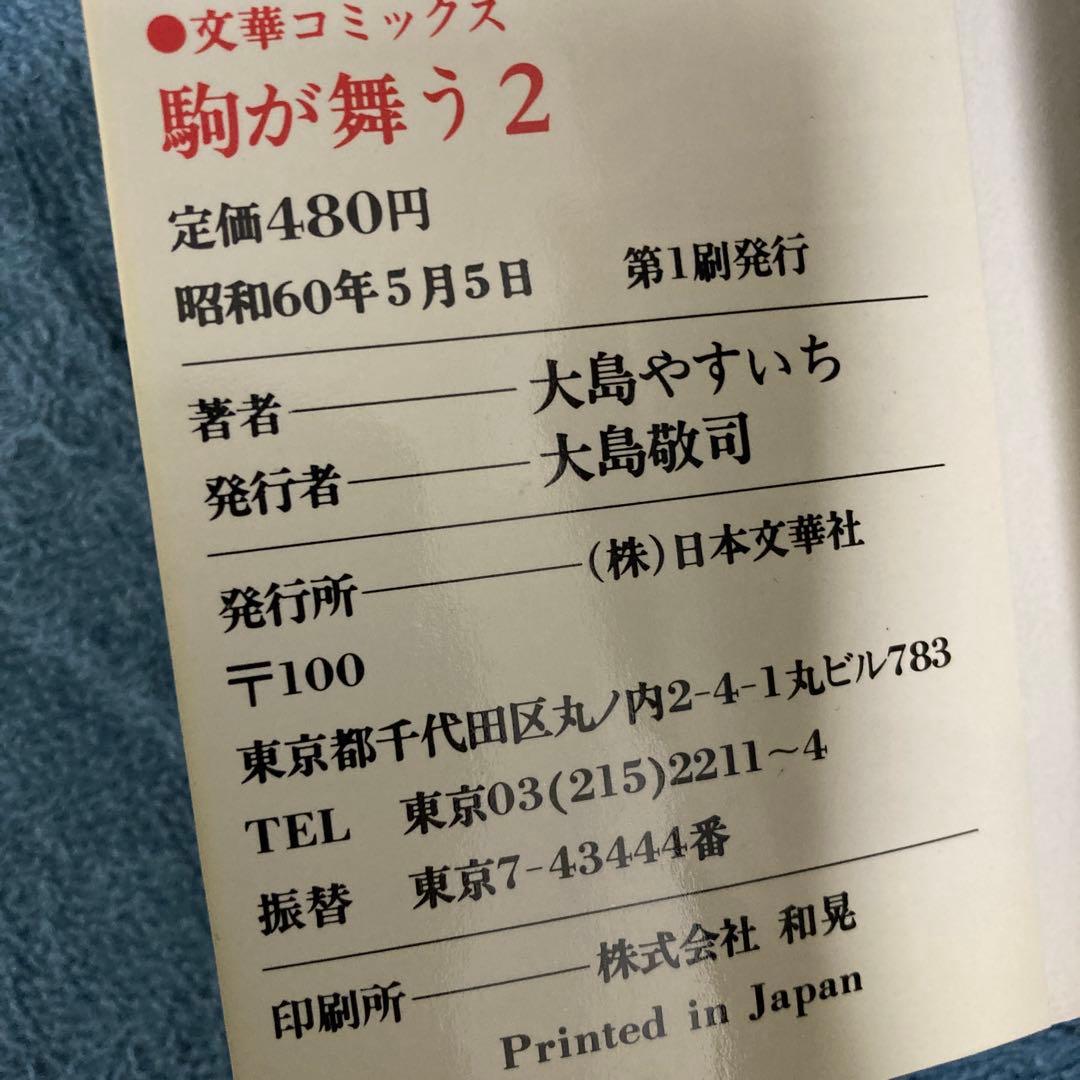 ●文華コミックス
駒が舞う2
定価480円
昭和60年5月5日 第1刷発行
著者 大島やすいち
発行者 大島敬司
発行所 (株)日本文華社
〒100
東京都千代田区丸ノ内2-4-1丸ビル783
TEL 東京03(215)2211〜4
振替 東京7-43444番
印刷所 株式会社 和晃
Printed in Japan